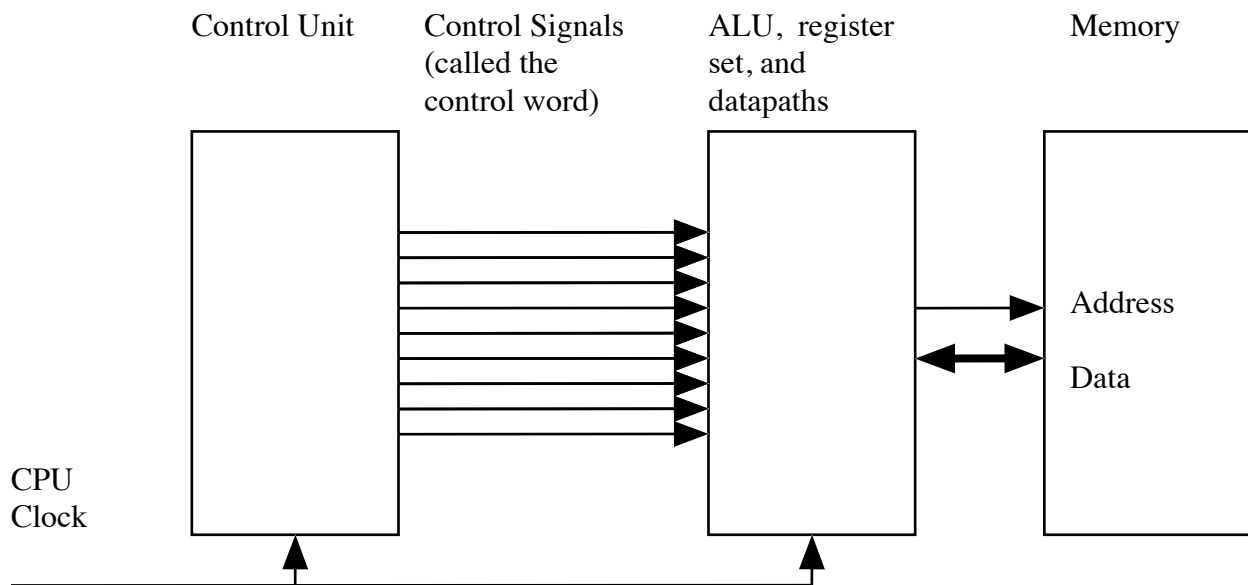 Control Unit
Control Signals
(called the
control word)
ALU, register
set, and
datapaths
Memory
Address
Data
CPU
Clock